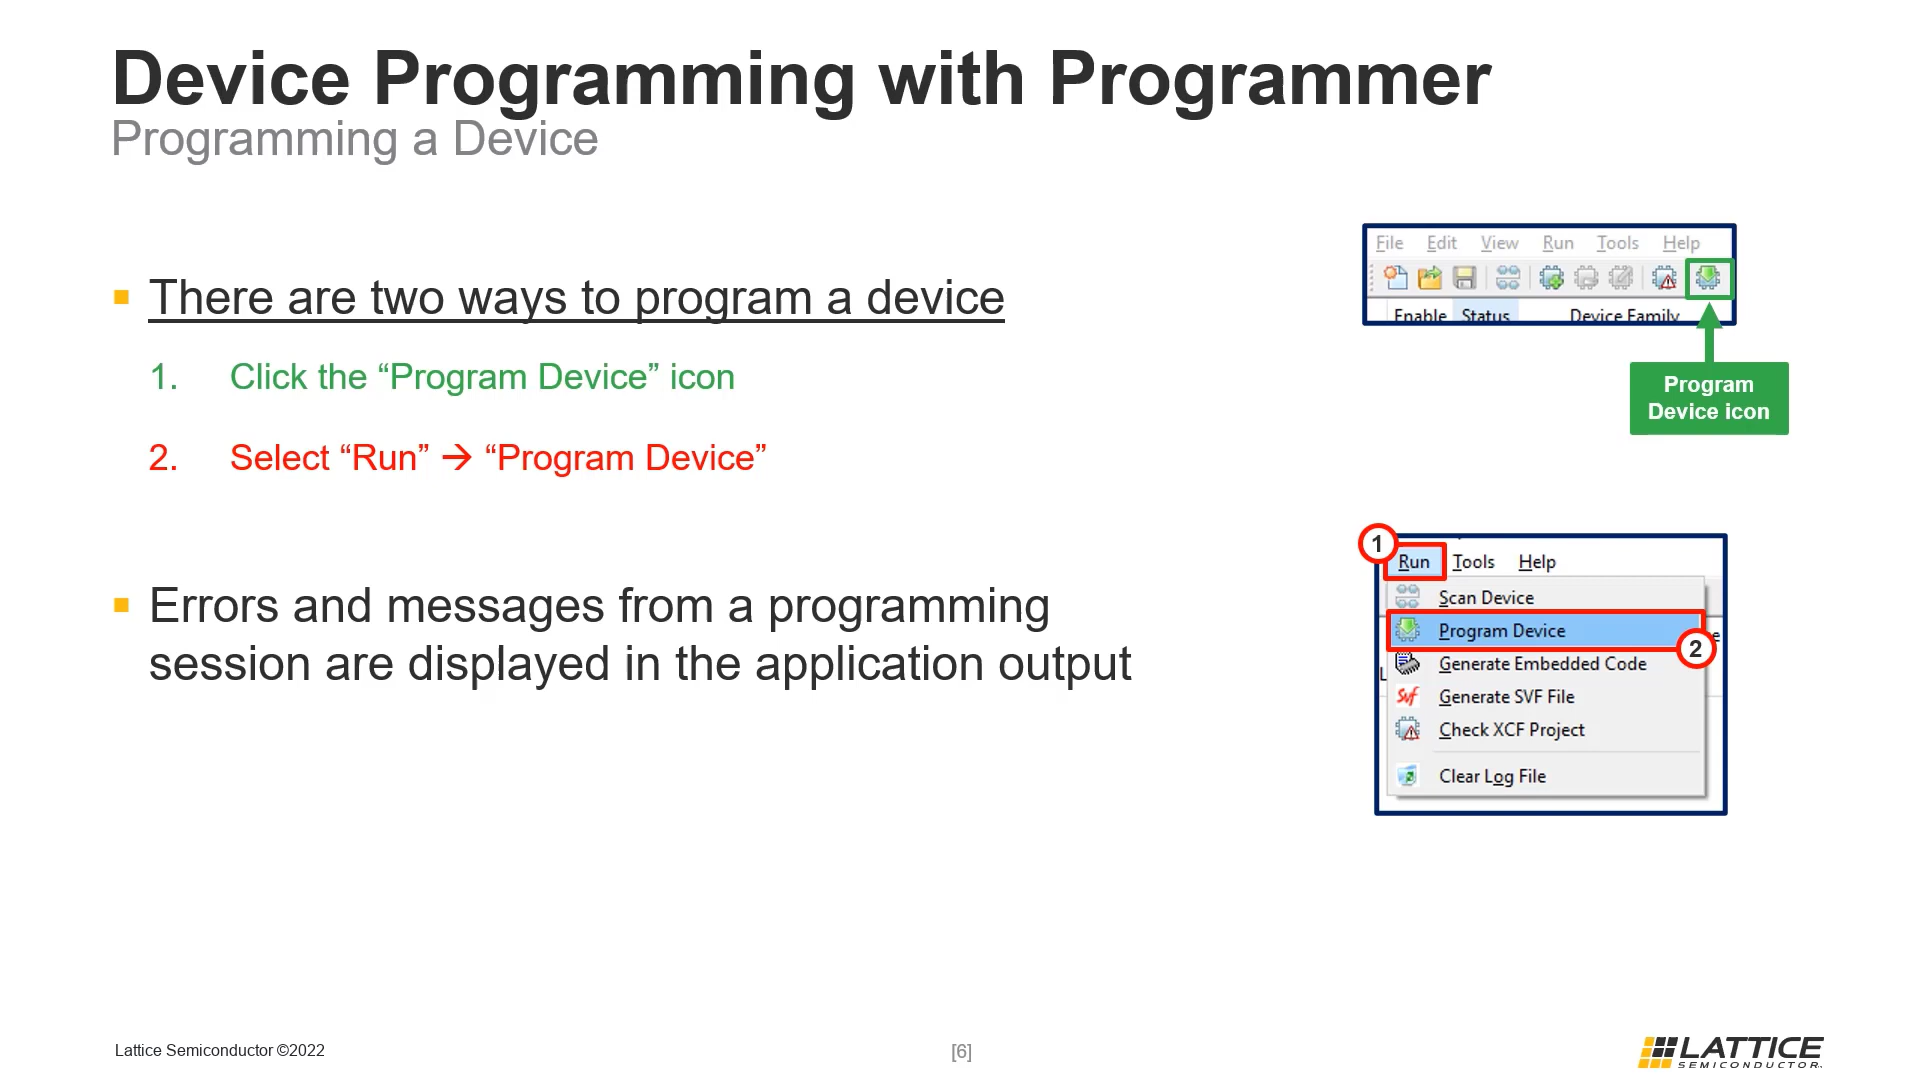 Device Programming with Programmer
Programming a Device
There are two ways to program a device
1. Click the “Program Device” icon
2. Select “Run” → “Program Device”
Errors and messages from a programming
session are displayed in the application output
File Edit View Run Tools Help
Enable Status Device Family
Program
Device icon
1
Run Tools Help
Scan Device
Program Device
2
Generate Embedded Code
Svf Generate SVF File
Check XCF Project
Clear Log File
Lattice Semiconductor ©2022
[6]
LATTICE
SEMICONDUCTOR